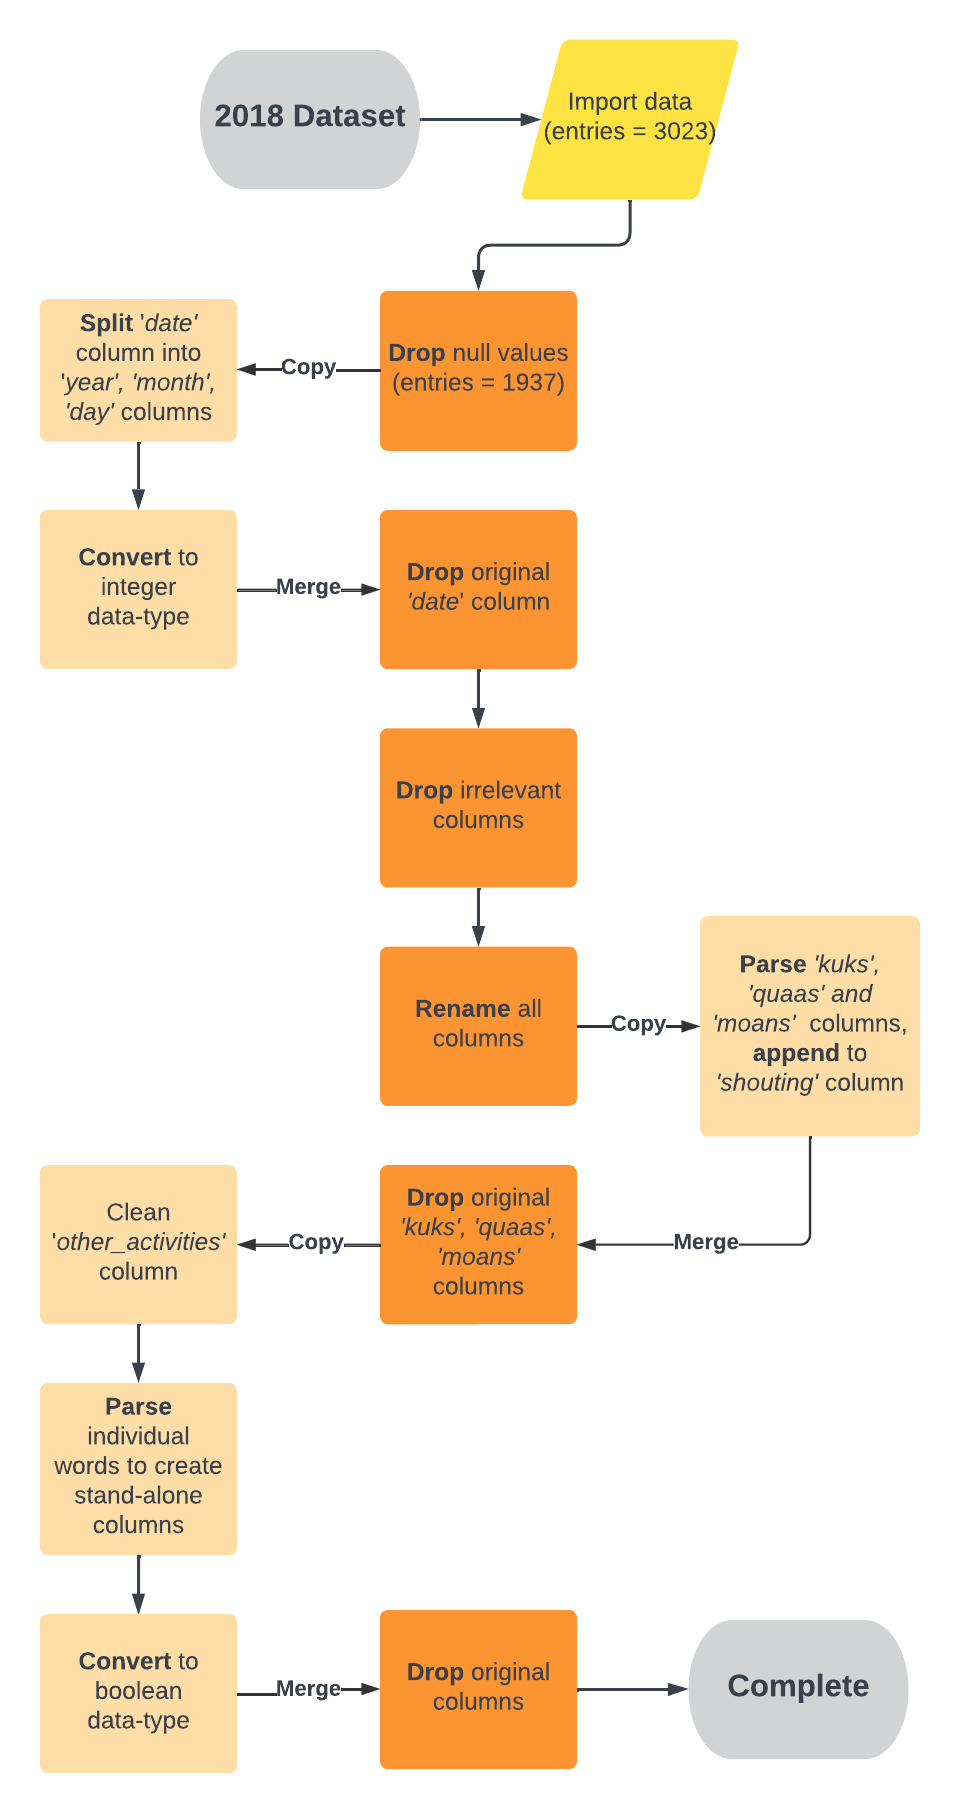 2018 Dataset
Import data
(entries = 3023)
Drop null values
(entries = 1937)
Copy
Split 'date'
column into
'year', 'month',
'day' columns
Convert to
integer
data-type
Merge
Drop original
'date' column
Drop irrelevant
columns
Rename all
columns
Copy
Parse 'kuks',
'quaas' and
'moans' columns,
append to
'shouting' column
Merge
Drop original
'kuks', 'quaas',
'moans'
columns
Copy
Clean
'other_activities'
column
Parse
individual
words to create
stand-alone
columns
Convert to
boolean
data-type
Merge
Drop original
columns
Complete